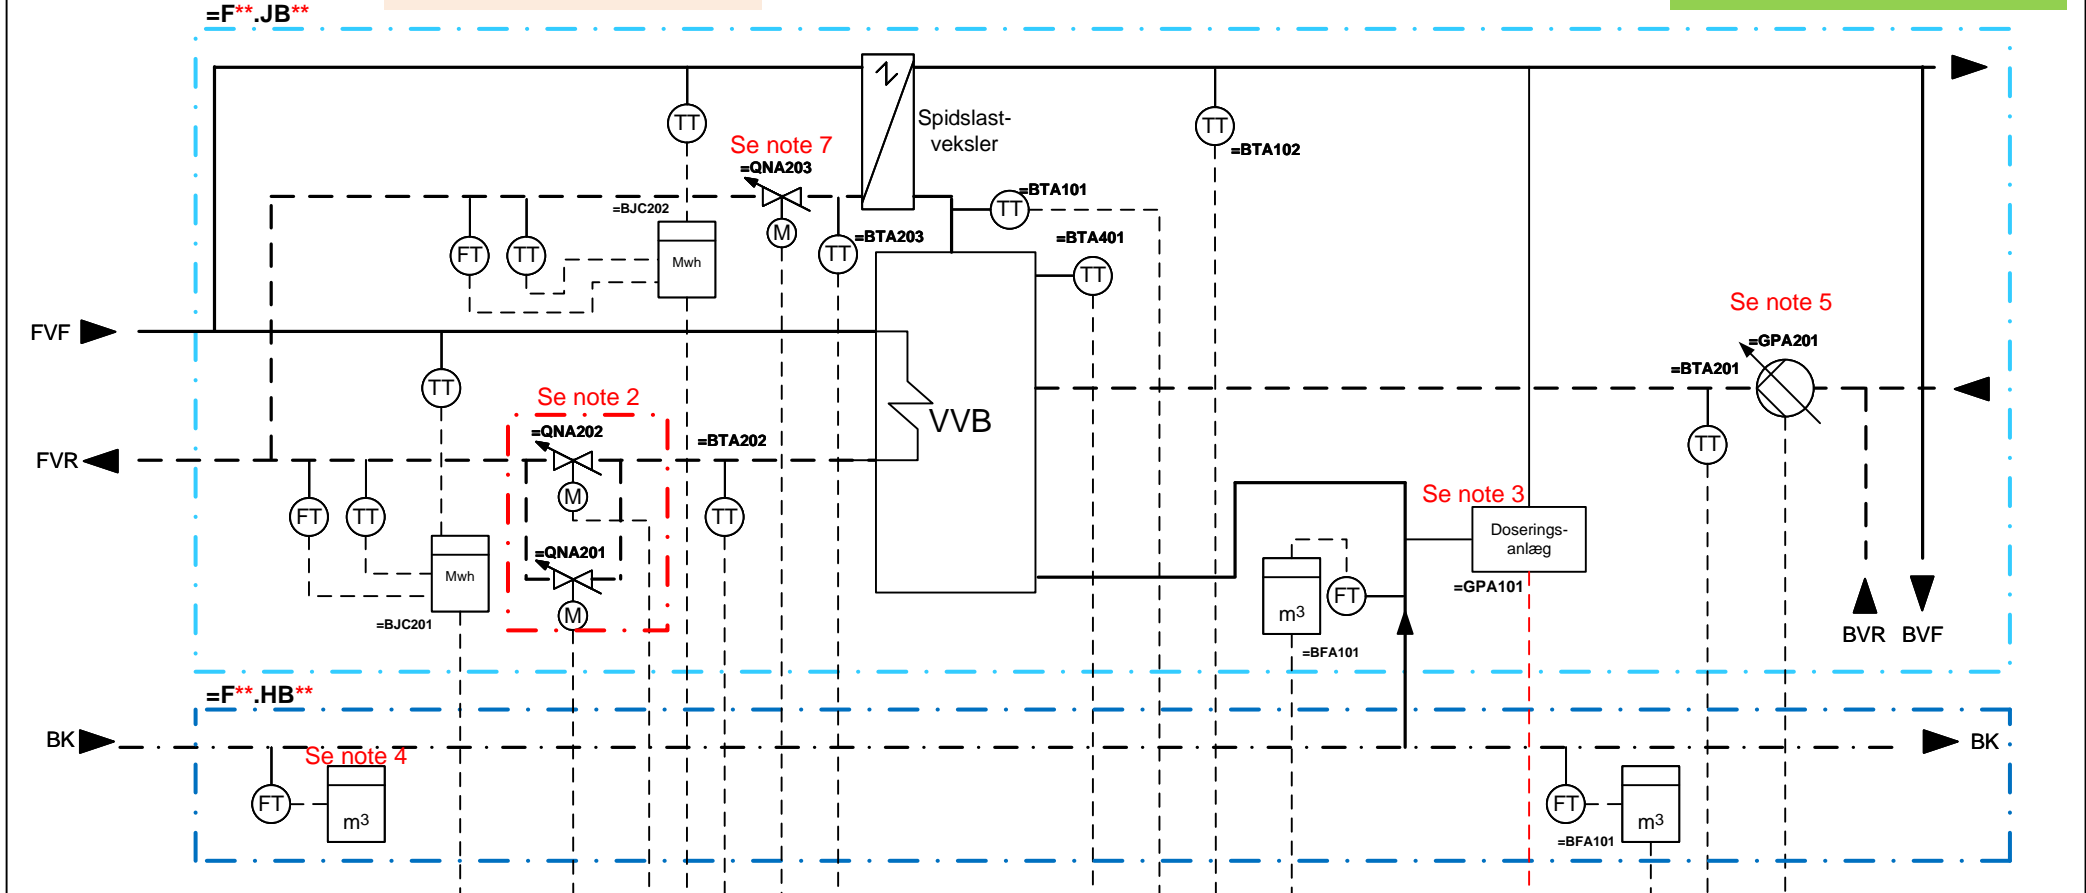 =F**.JB**
Spidslast-
veksler
TT
TT
=BTA102
Se note 7
=QNA203
=BTA101
TT
=BJC202
M
=BTA203
=BTA401
FT
TT
Mwh
TT
TT
Se note 5
FVF
=GPA201
=BTA201
TT
Se note 2
VVB
=QNA202
=BTA202
FVR
TT
M
Se note 3
FT
TT
TT
Doserings-
anlæg
=QNA201
Mwh
=GPA101
FT
m3
M
=BJC201
BVR
BVF
=BFA101
=F**.HB**
BK
BK
Se note 4
FT
m3
FT
m3
=BFA101